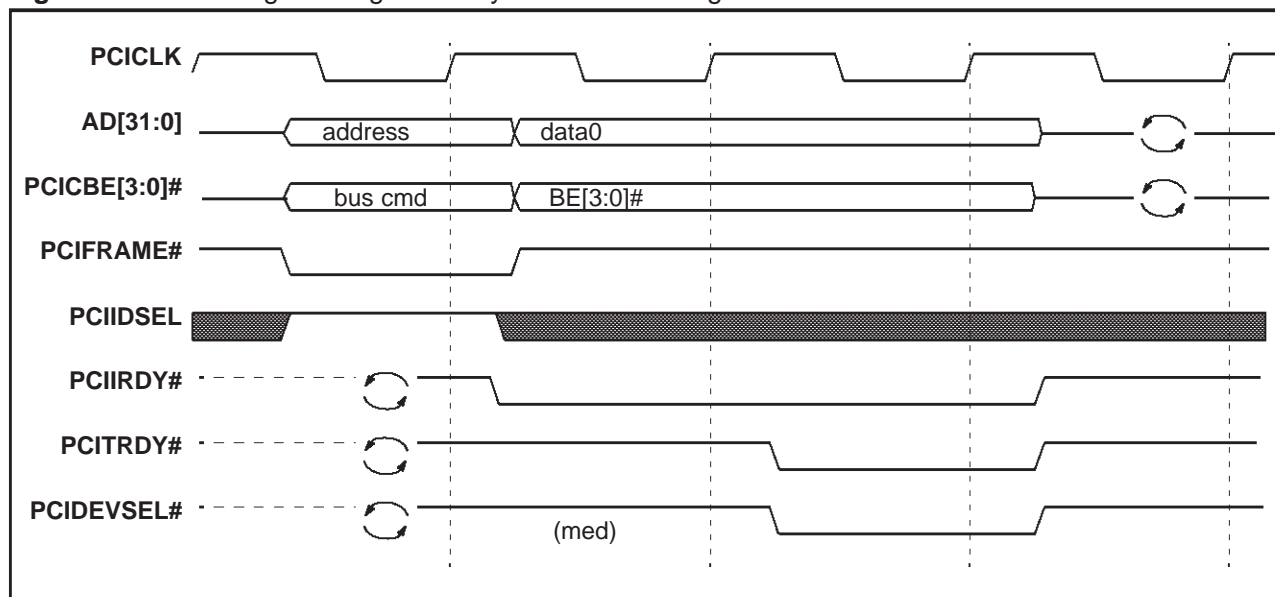 PCICLK
AD[31:0]
address
data0
PCICBE[3:0]#
bus cmd
BE[3:0]#
PCIFRAME#
PCIIDSEL
PCIIRDY#
PCITRDY#
PCIDEVSEL#
(med)